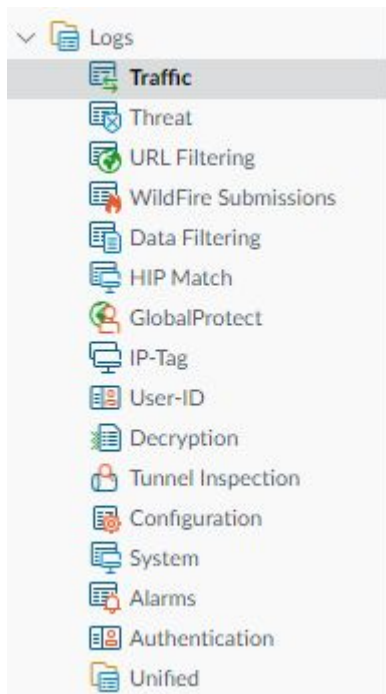 Logs
Traffic
Threat
URL Filtering
WildFire Submissions
Data Filtering
HIP Match
GlobalProtect
IP-Tag
User-ID
Decryption
Tunnel Inspection
Configuration
System
Alarms
Authentication
Unified